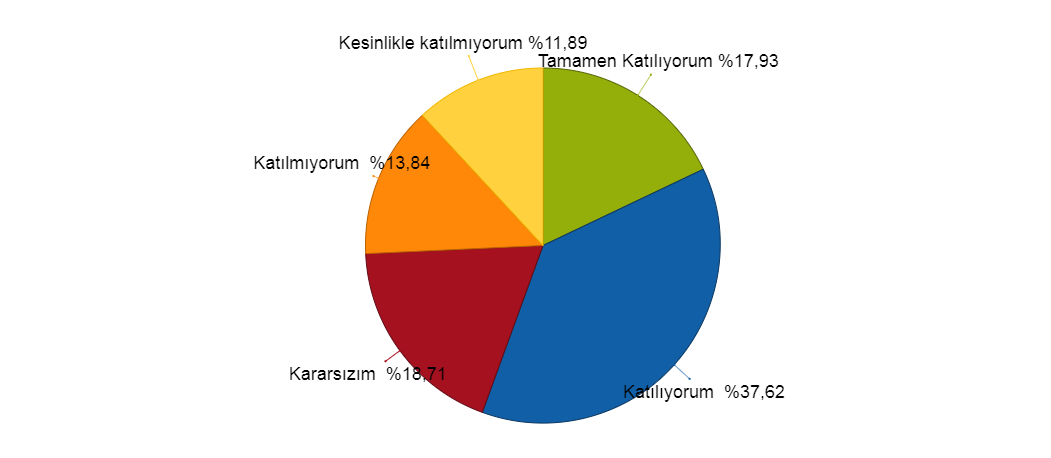 Kesinlikle katılmıyorum %11,89
Tamamen Katılıyorum %17,93
Katılmıyorum  %13,84
Kararsızım  %18,71
Katılıyorum  %37,62